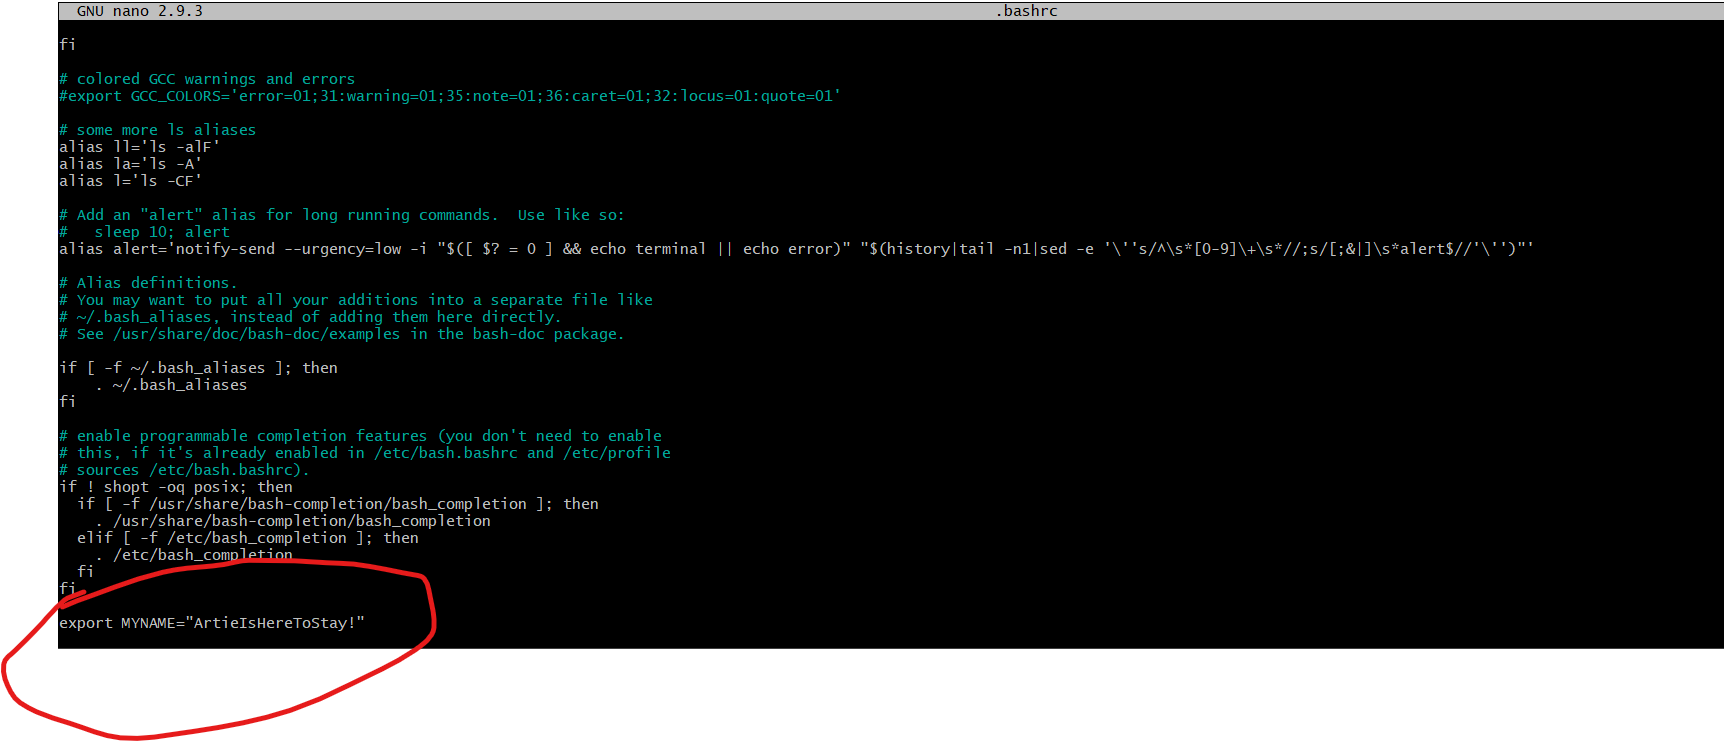 GNU nano 2.9.3 .bashrc
fi
# colored GCC warnings and errors
#export GCC_COLORS='error=01;31:warning=01;35:note=01;36:caret=01;32:locus=01:quote=01'
# some more ls aliases
alias ll='ls -alF'
alias la='ls -A'
alias l='ls -CF'
# Add an "alert" alias for long running commands.  Use like so:
#   sleep 10; alert
alias alert='notify-send --urgency=low -i "$([ $? = 0 ] && echo terminal || echo error)" "$(history|tail -n1|sed -e '\''s/^\s*[0-9]\+\s*//;s/[;&|]\s*alert$//'\'')"'
# Alias definitions.
# You may want to put all your additions into a separate file like
# ~/.bash_aliases, instead of adding them here directly.
# See /usr/share/doc/bash-doc/examples in the bash-doc package.
if [ -f ~/.bash_aliases ]; then
    . ~/.bash_aliases
fi
# enable programmable completion features (you don't need to enable
# this, if it's already enabled in /etc/bash.bashrc and /etc/profile
# sources /etc/bash.bashrc).
if ! shopt -oq posix; then
  if [ -f /usr/share/bash-completion/bash_completion ]; then
    . /usr/share/bash-completion/bash_completion
  elif [ -f /etc/bash_completion ]; then
    . /etc/bash_completion
  fi
fi
export MYNAME="ArtieIsHereToStay!"